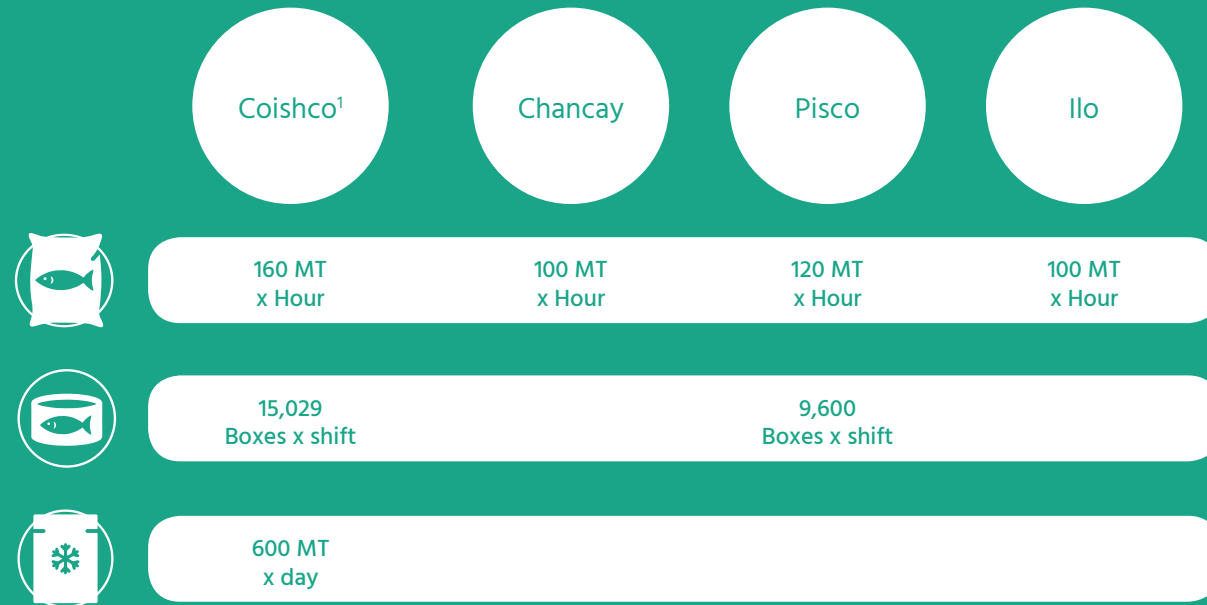 Coishco¹
Chancay
Pisco
Ilo
160 MT
x Hour
100 MT
x Hour
120 MT
x Hour
100 MT
x Hour
15,029
Boxes x shift
9,600
Boxes x shift
600 MT
x day